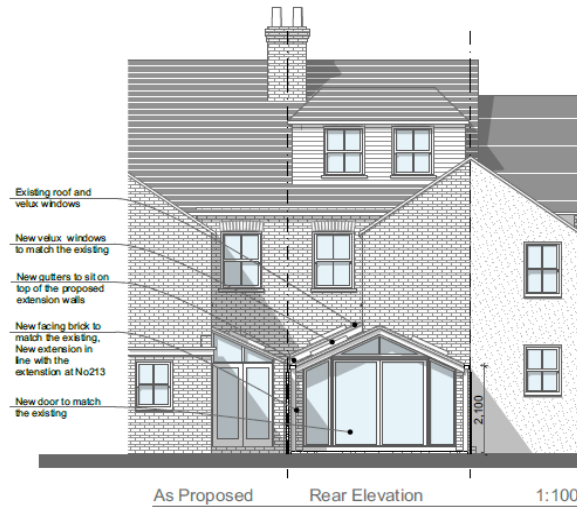 Existing roof and
velux windows
New velux windows
to match the existing
New gutters to sit on
top of the proposed
extension walls
New facing brick to
match the existing,
New extension in
line with the
extenstion at No213
New door to match
the existing
2,100
As Proposed Rear Elevation 1:100